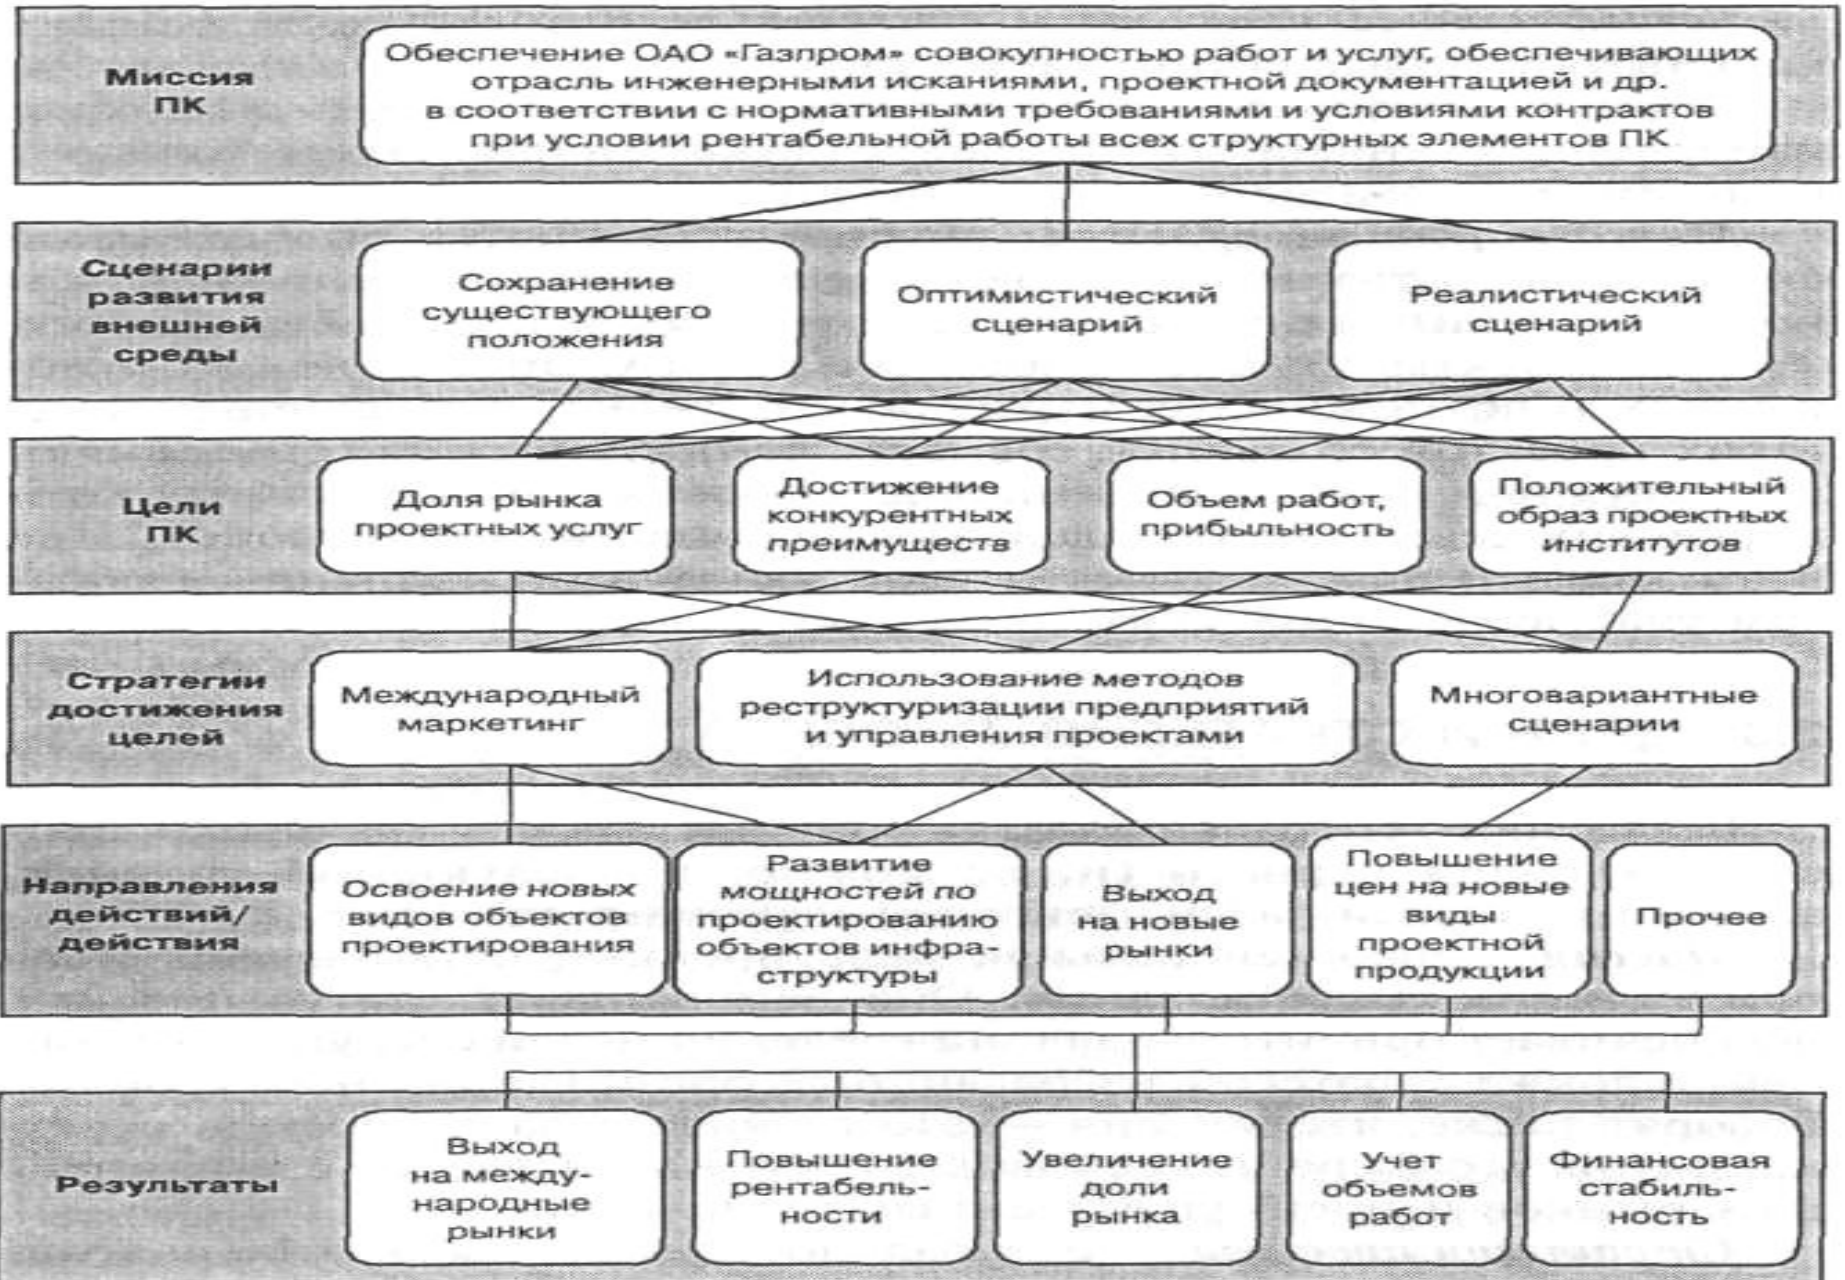 Миссия
ПК
Обеспечение ОАО «Газпром» совокупностью работ и услуг, обеспечивающих
отрасль инженерными исканиями, проектной документацией и др.
в соответствии с нормативными требованиями и условиями контрактов
при условии рентабельной работы всех структурных элементов ПК
Сценарии
развития
внешней
среды
Сохранение
существующего
положения
Оптимистический
сценарий
Реалистический
сценарий
Цели
ПК
Доля рынка
проектных услуг
Достижение
конкурентных
преимуществ
Объем работ,
прибыльность
Положительный
образ проектных
институтов
Стратегии
достижения
целей
Международный
маркетинг
Использование методов
реструктуризации предприятий
и управления проектами
Многовариантные
сценарии
Направления
действий/
действия
Освоение новых
видов объектов
проектирования
Развитие
мощностей по
проектированию
объектов инфра-
структуры
Выход
на новые
рынки
Повышение
цен на новые
виды
проектной
продукции
Прочее
Результаты
Выход
на между-
народные
рынки
Повышение
рентабель-
ности
Увеличение
доли
рынка
Учет
объемов
работ
Финансовая
стабиль-
ность